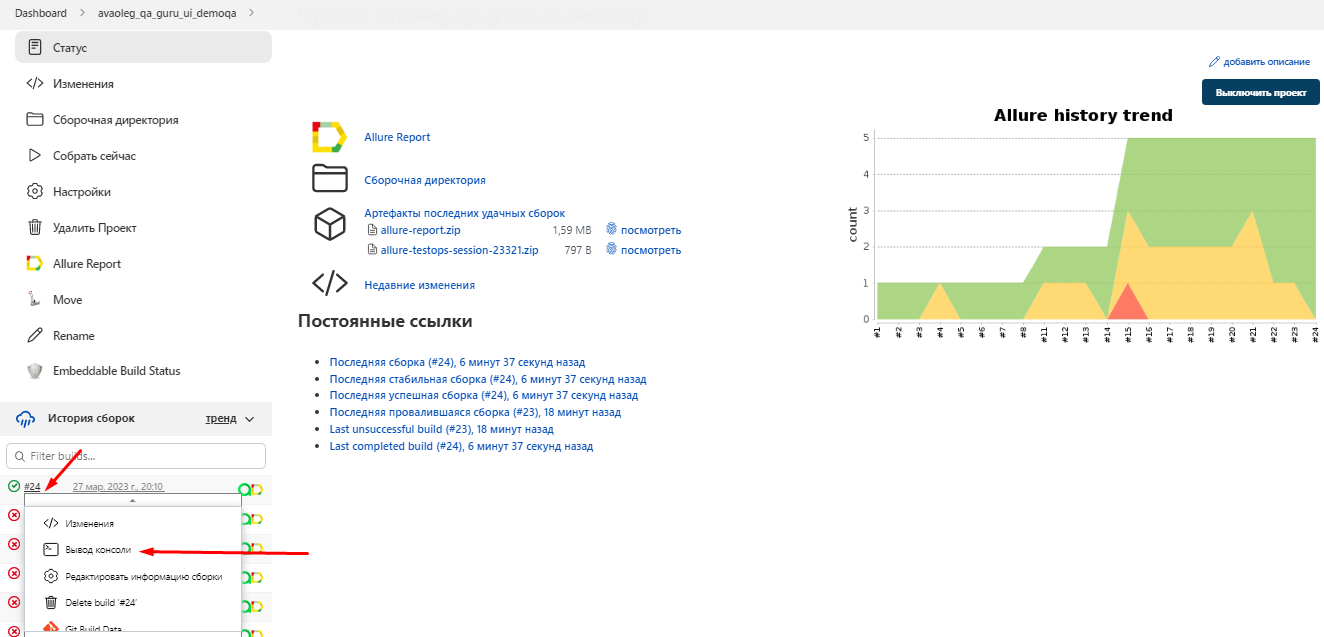 Dashboard > avaoleg_qa_guru_ui_demoqa >
Статус
Изменения
Сборочная директория
Собрать сейчас
Настройки
Удалить Проект
Allure Report
Move
Rename
Embeddable Build Status
История сборок тренд
Filter builds...
#24 27 мар. 2023 г., 20:10
Изменения
Вывод консоли
Редактировать информацию сборки
Delete build '#24'
Git Build Data
Проект avaoleg_qa_guru_ui_demoqa
добавить описание
Выключить проект
Allure Report
Сборочная директория
Артефакты последних удачных сборок
allure-report.zip 1,59 MB посмотреть
allure-testops-session-23321.zip 797 B посмотреть
Недавние изменения
Постоянные ссылки
Последняя сборка (#24), 6 минут 37 секунд назад
Последняя стабильная сборка (#24), 6 минут 37 секунд назад
Последняя успешная сборка (#24), 6 минут 37 секунд назад
Последняя провалившаяся сборка (#23), 18 минут назад
Last unsuccessful build (#23), 18 минут назад
Last completed build (#24), 6 минут 37 секунд назад
Allure history trend
count
5
4
3
2
1
0
#1 #2 #3 #4 #5 #6 #7 #8 #11 #12 #13 #14 #15 #16 #17 #18 #19 #20 #21 #22 #23 #24